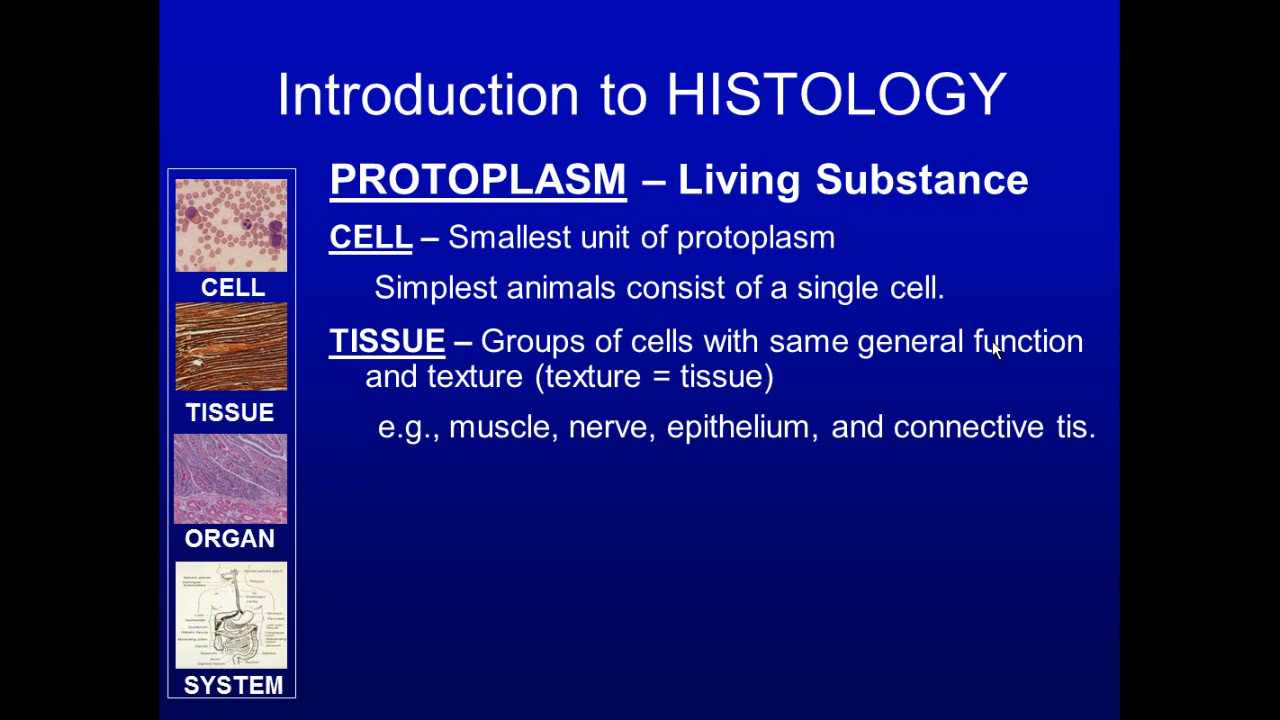 Introduction to HISTOLOGY
PROTOPLASM – Living Substance
CELL – Smallest unit of protoplasm
Simplest animals consist of a single cell.
TISSUE – Groups of cells with same general function
and texture (texture = tissue)
e.g., muscle, nerve, epithelium, and connective tis.
CELL
TISSUE
ORGAN
SYSTEM